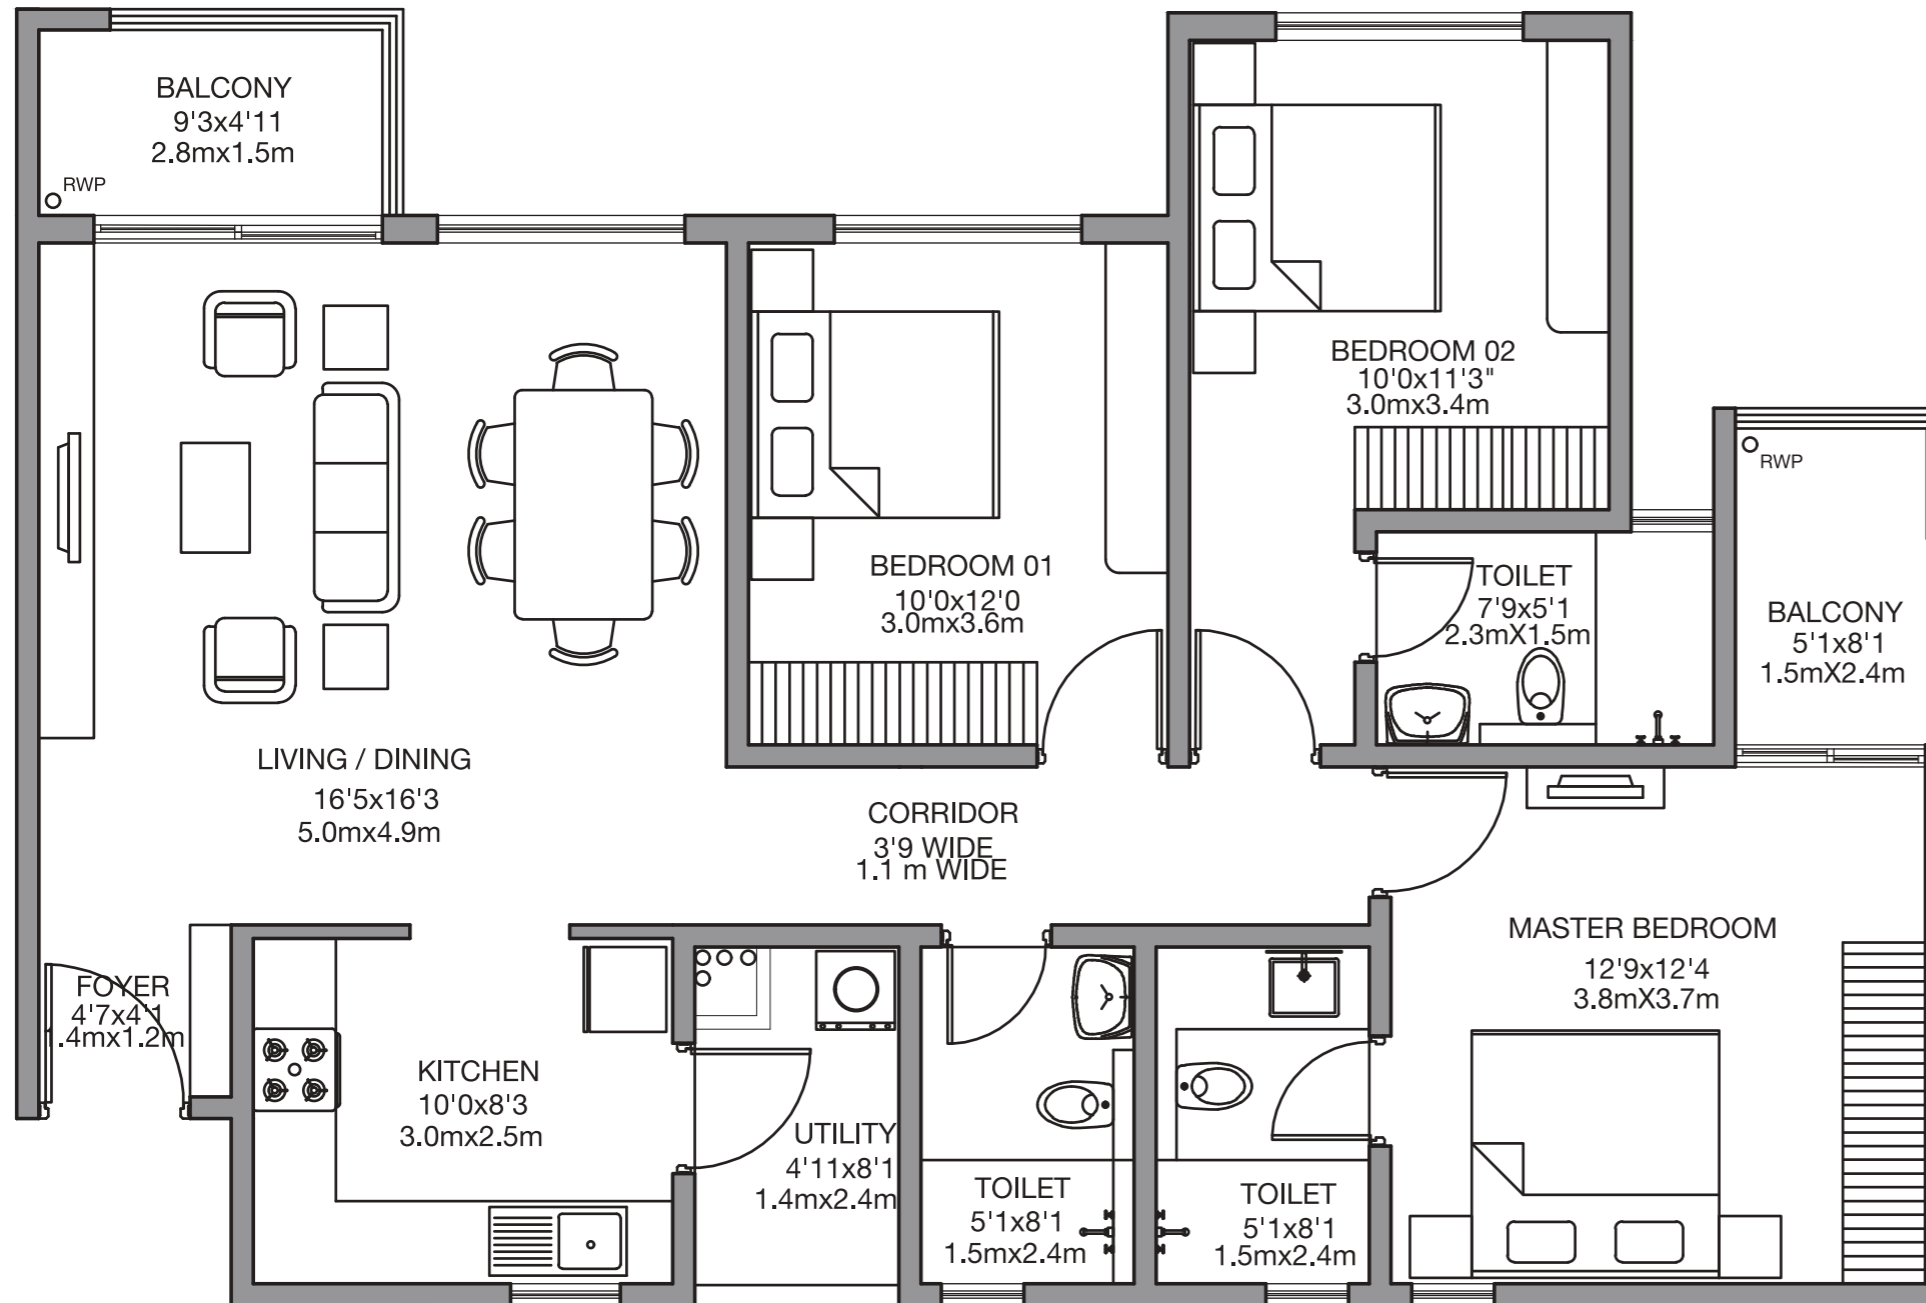 BALCONY
9'3x4'11
2.8mx1.5m
RWP
BEDROOM 02
10'0x11'3"
3.0mx3.4m
RWP
BEDROOM 01
10'0x12'0
3.0mx3.6m
TOILET
7'9x5'1
2.3mX1.5m
BALCONY
5'1x8'1
1.5mX2.4m
LIVING / DINING
16'5x16'3
5.0mx4.9m
CORRIDOR
3'9 WIDE
1.1 m WIDE
MASTER BEDROOM
12'9x12'4
3.8mX3.7m
FOYER
4'7x4'1
1.4mx1.2m
KITCHEN
10'0x8'3
3.0mx2.5m
UTILITY
4'11x8'1
1.4mx2.4m
TOILET
5'1x8'1
1.5mx2.4m
TOILET
5'1x8'1
1.5mx2.4m